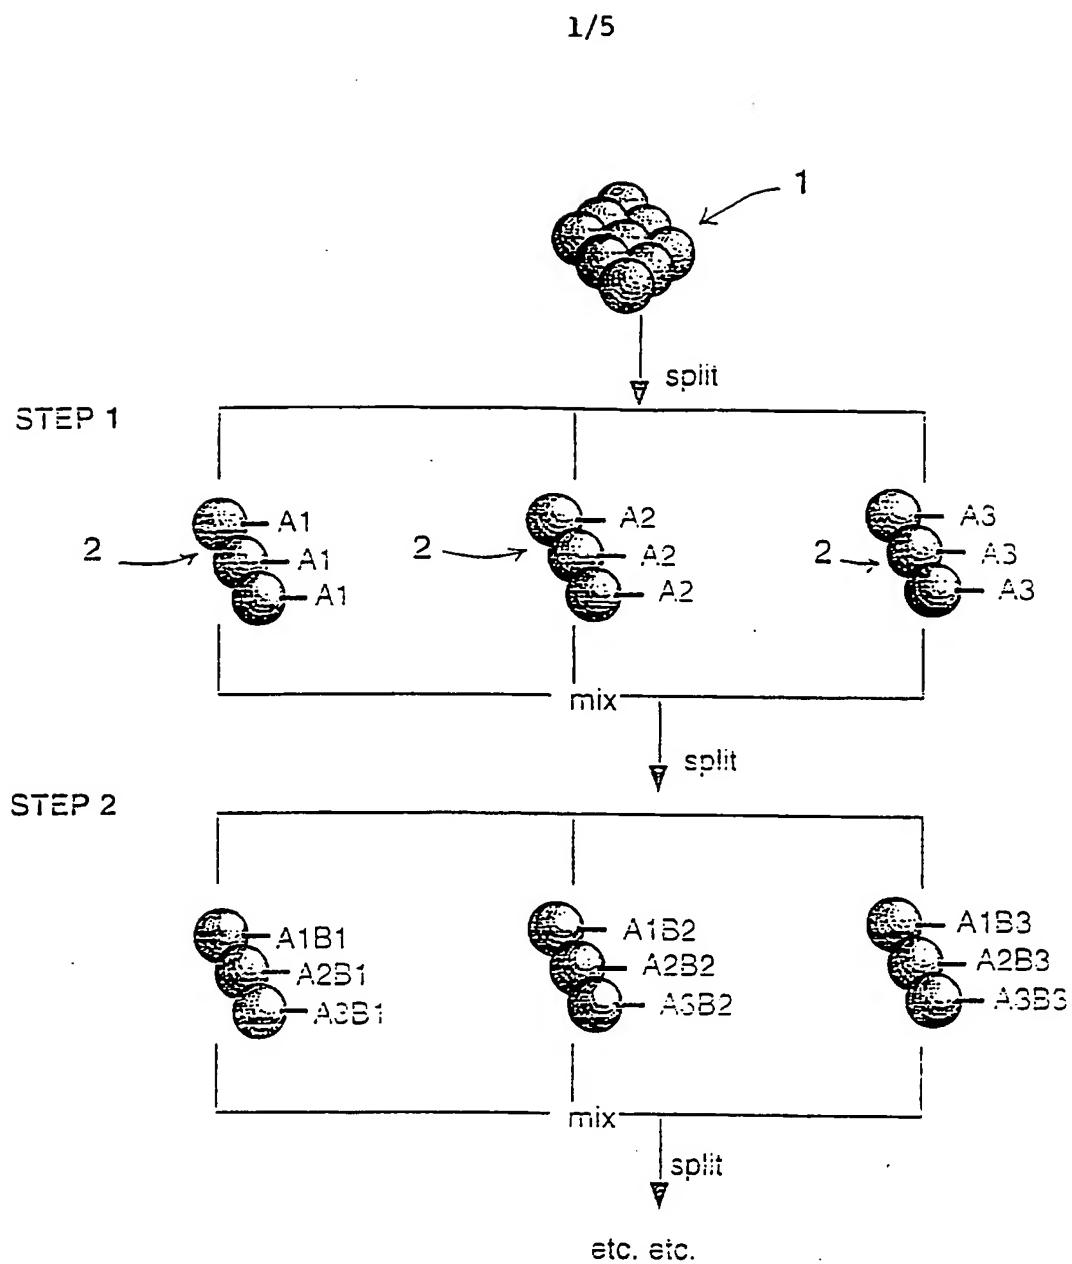 1/5
1
split
STEP 1
A1 A2 A3
2 A1 2 A2 2 A3
A1 A2 A3
mix
split
STEP 2
A1B1 A1B2 A1B3
A2B1 A2B2 A2B3
A3B1 A3B2 A3B3
mix
split
etc. etc.